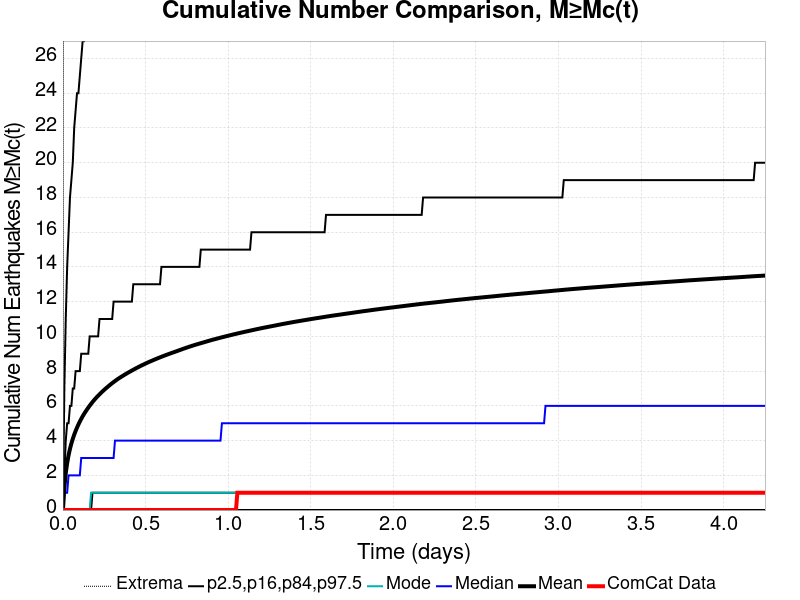 Cumulative Number Comparison, M≥Mc(t)
Cumulative Num Earthquakes M≥Mc(t)
26
24
22
20
18
16
14
12
10
8
6
4
2
0
0.0 0.5 1.0 1.5 2.0 2.5 3.0 3.5 4.0
Time (days)
Extrema p2.5,p16,p84,p97.5 Mode Median Mean ComCat Data